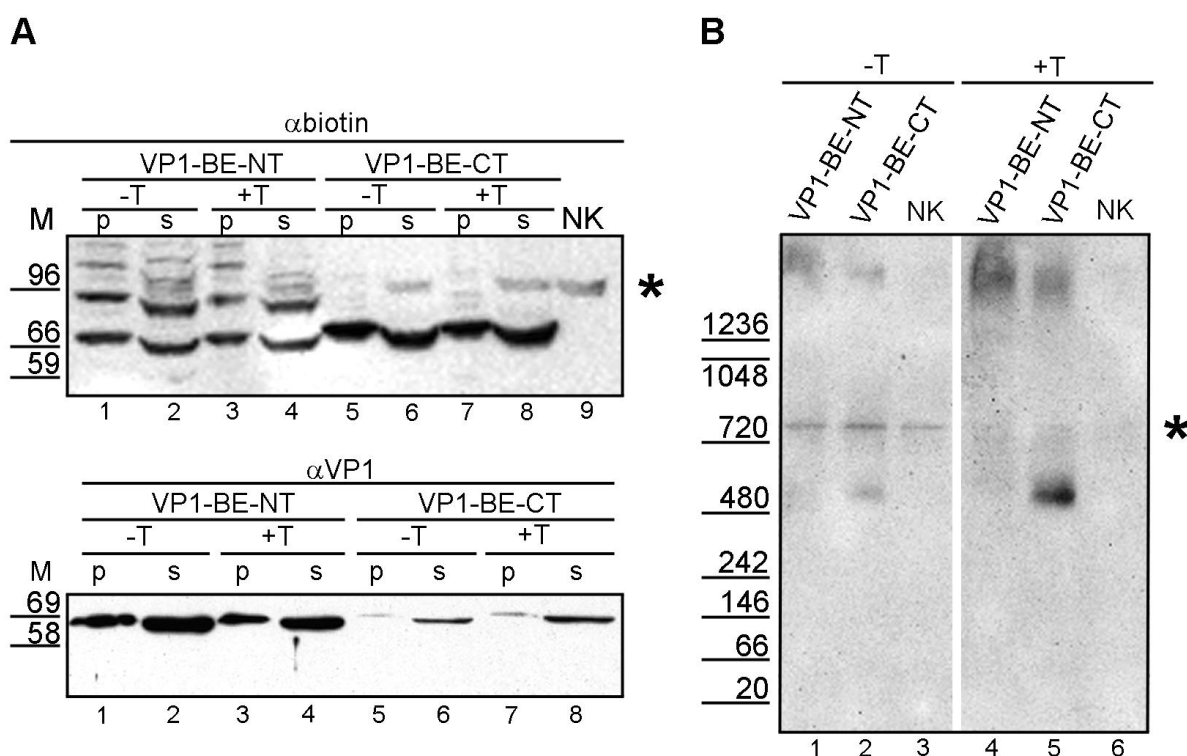 A
αbiotin
VP1-BE-NT VP1-BE-CT
-T +T -T +T
M p s p s p s p s NK
96
66
59
*
1 2 3 4 5 6 7 8 9
αVP1
VP1-BE-NT VP1-BE-CT
-T +T -T +T
M p s p s p s p s
69
58
1 2 3 4 5 6 7 8
B
-T +T
VP1-BE-NT VP1-BE-CT NK VP1-BE-NT VP1-BE-CT NK
1236
1048
720
*
480
242
146
66
20
1 2 3 4 5 6